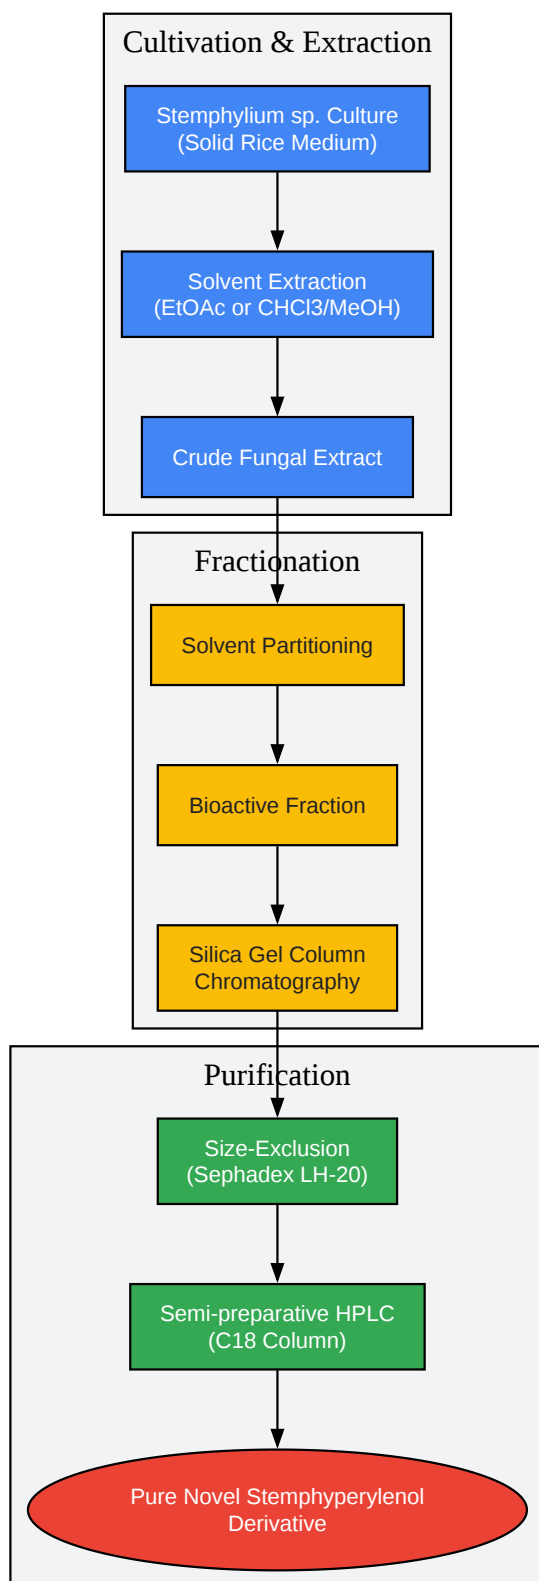 Cultivation & Extraction
Stemphylium sp. Culture
(Solid Rice Medium)
Solvent Extraction
(EtOAc or CHCl3/MeOH)
Crude Fungal Extract
Fractionation
Solvent Partitioning
Bioactive Fraction
Silica Gel Column
Chromatography
Purification
Size-Exclusion
(Sephadex LH-20)
Semi-preparative HPLC
(C18 Column)
Pure Novel Stemphyperylenol
Derivative